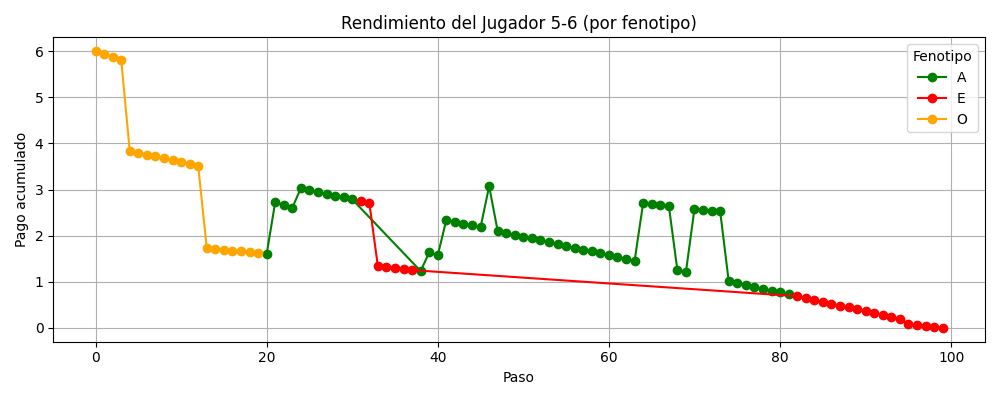 Rendimiento del Jugador 5-6 (por fenotipo)
Pago acumulado
6
5
4
3
2
1
0
Fenotipo
A
E
O
0 20 40 60 80 100
Paso